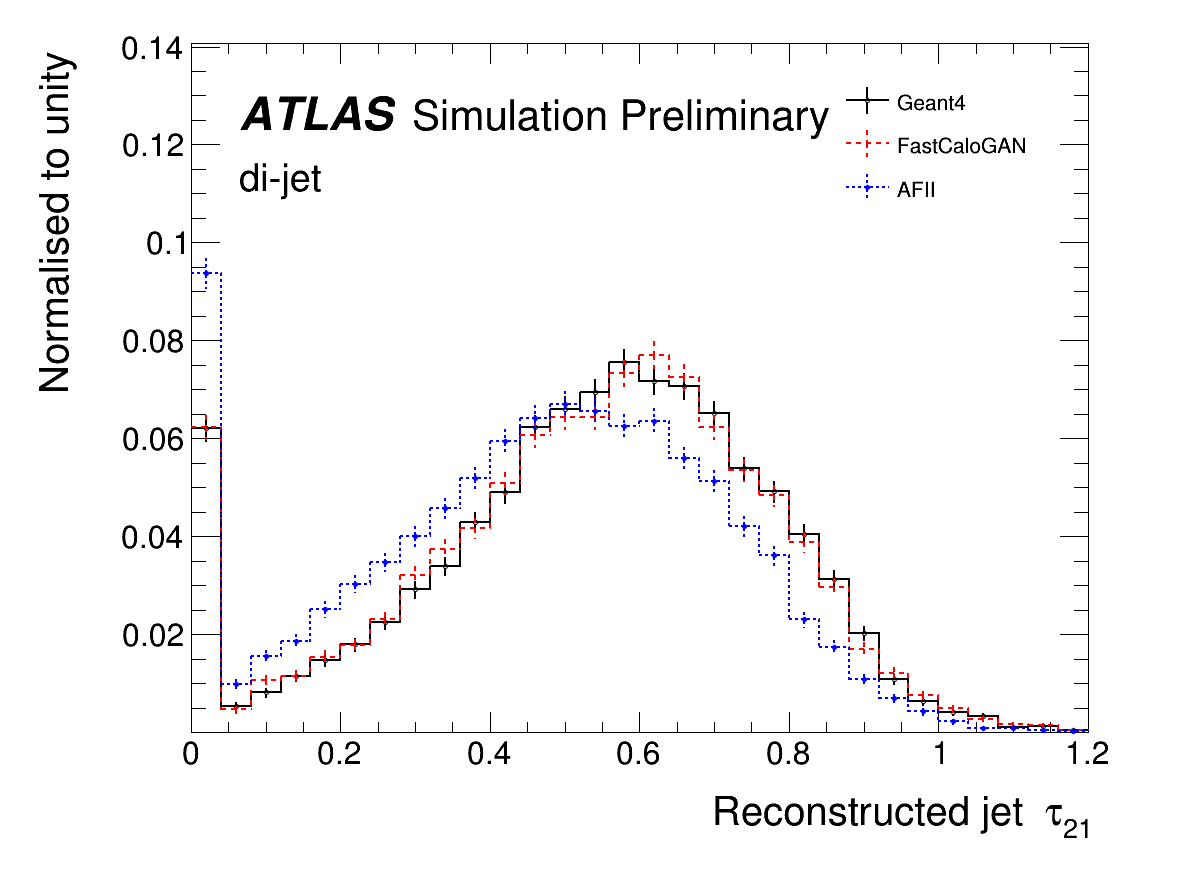 Normalised to unity
0.14
0.12
0.1
0.08
0.06
0.04
0.02
ATLAS Simulation Preliminary
di-jet
Geant4
FastCaloGAN
AFII
0 0.2 0.4 0.6 0.8 1 1.2
Reconstructed jet τ21